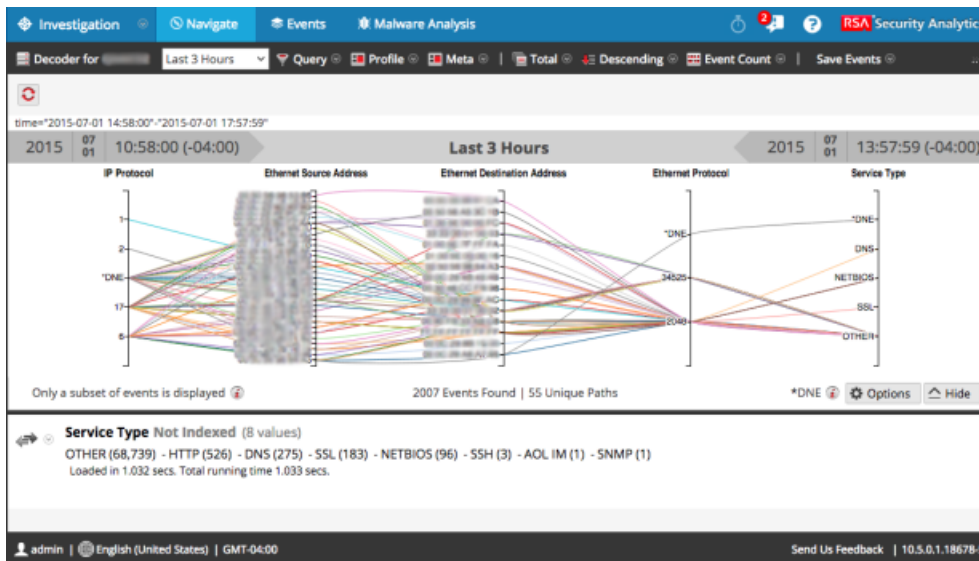 Investigation Navigate Events Malware Analysis 2 ? RSA Security Analytic
Decoder for Last 3 Hours Query Profile Meta | Total Descending Event Count | Save Events ..
time="2015-07-01 14:58:00"-"2015-07-01 17:57:59"
2015 07 01 10:58:00 (-04:00) Last 3 Hours 2015 07 01 13:57:59 (-04:00)
IP Protocol Ethernet Source Address Ethernet Destination Address Ethernet Protocol Service Type
1
2
*DNE
17
6
*DNE
34525
2048
*DNE
DNS
NETBIOS
SSL
OTHER
Only a subset of events is displayed 2007 Events Found | 55 Unique Paths *DNE Options Hide
Service Type Not Indexed (8 values)
OTHER (68,739) - HTTP (526) - DNS (275) - SSL (183) - NETBIOS (96) - SSH (3) - AOL IM (1) - SNMP (1)
Loaded in 1.032 secs. Total running time 1.033 secs.
admin | English (United States) | GMT-04:00 Send Us Feedback | 10.5.0.1.18678-